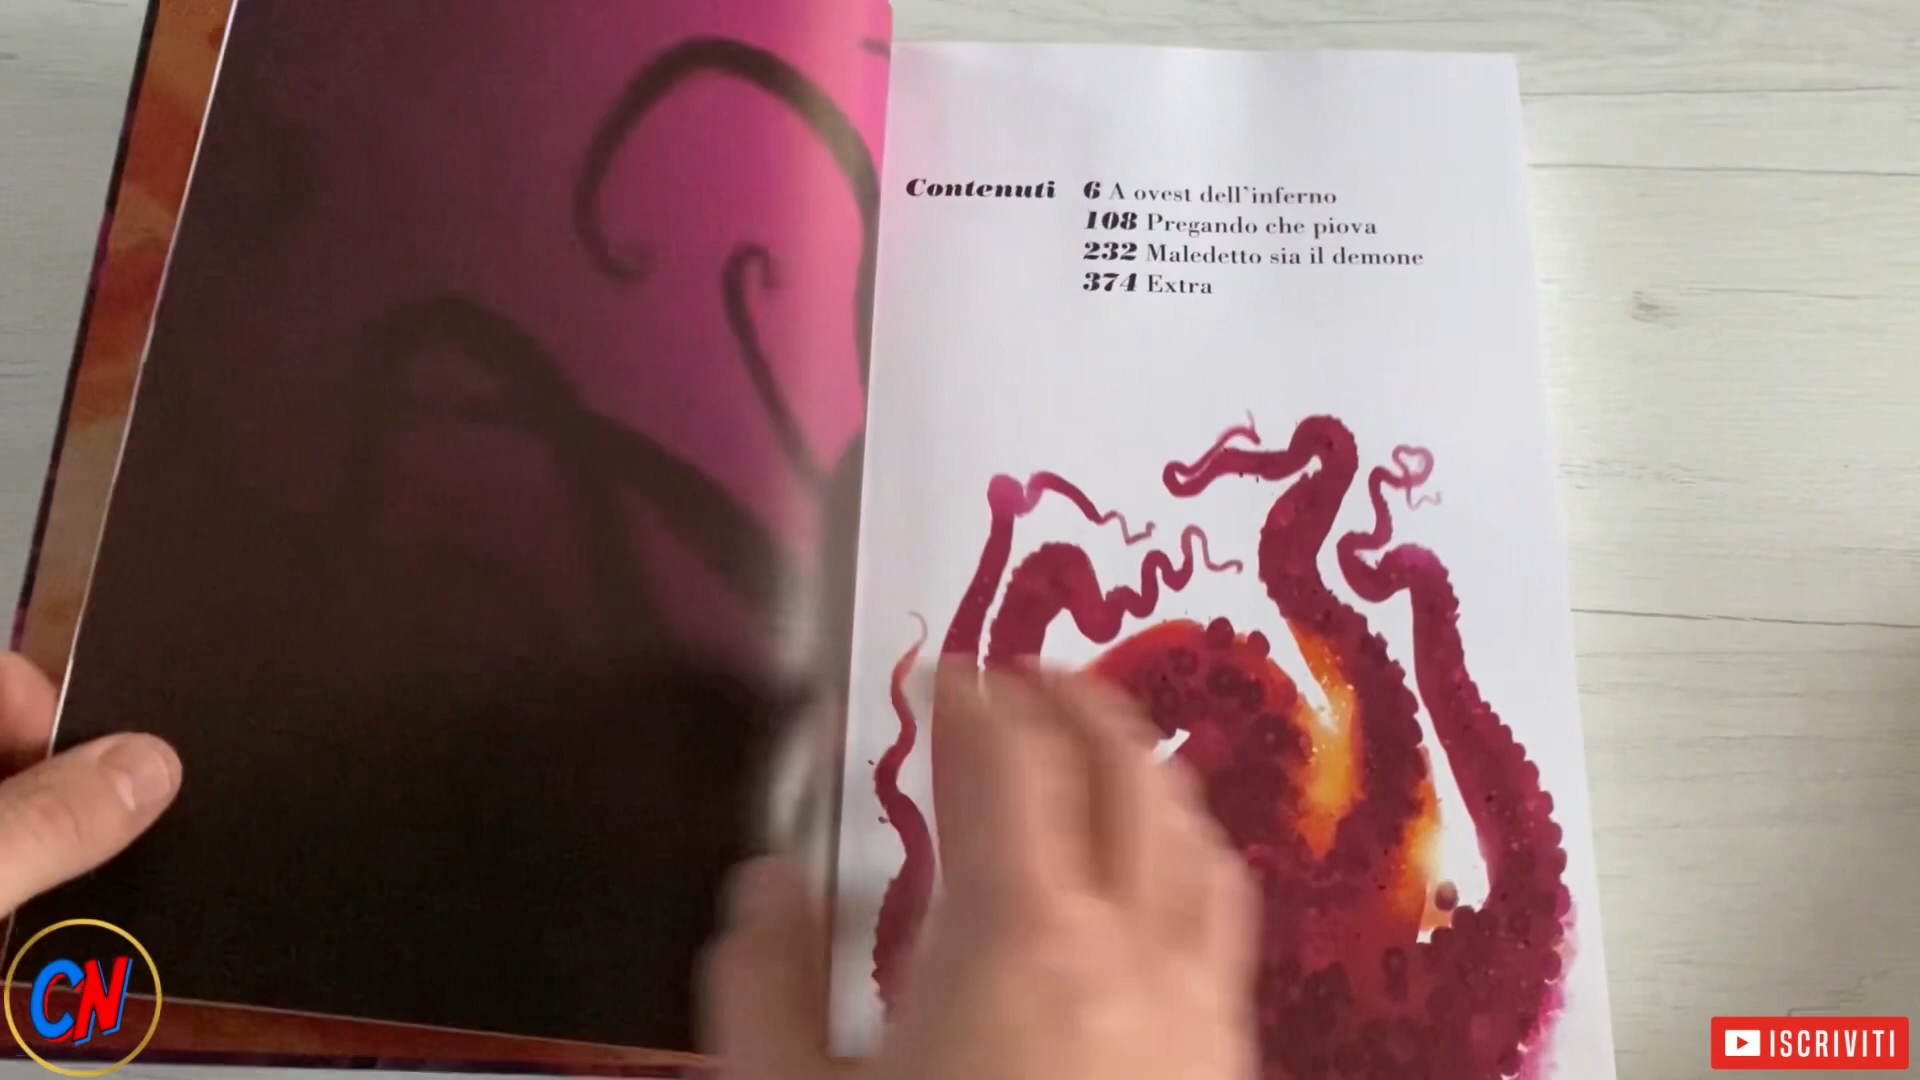 Contenuti 6 A ovest dell'inferno
108 Pregando che piova
232 Maledetto sia il demone
374 Extra
CN
ISCRIVITI